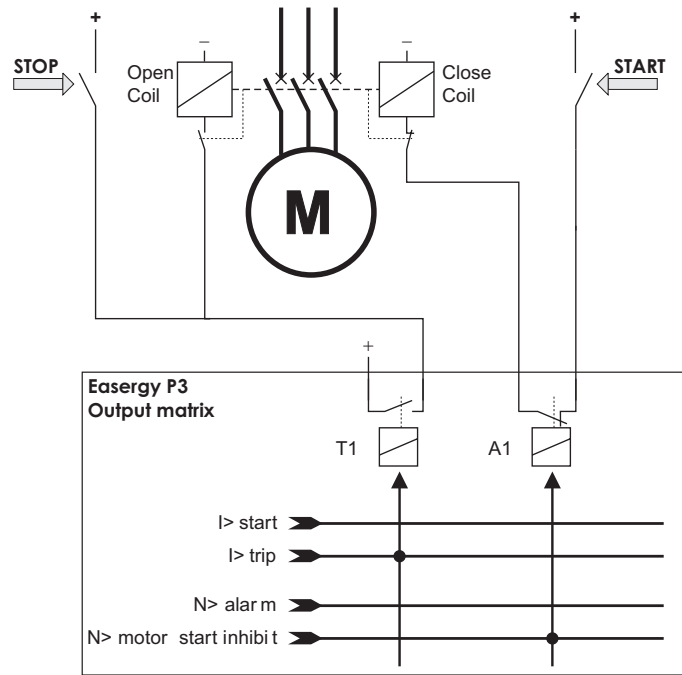 +
+
STOP
Open
Coil
−
−
Close
Coil
START
M
+
Easergy P3
Output matrix
T1
A1
I> start
I> trip
N> alar m
N> motor start inhibi t